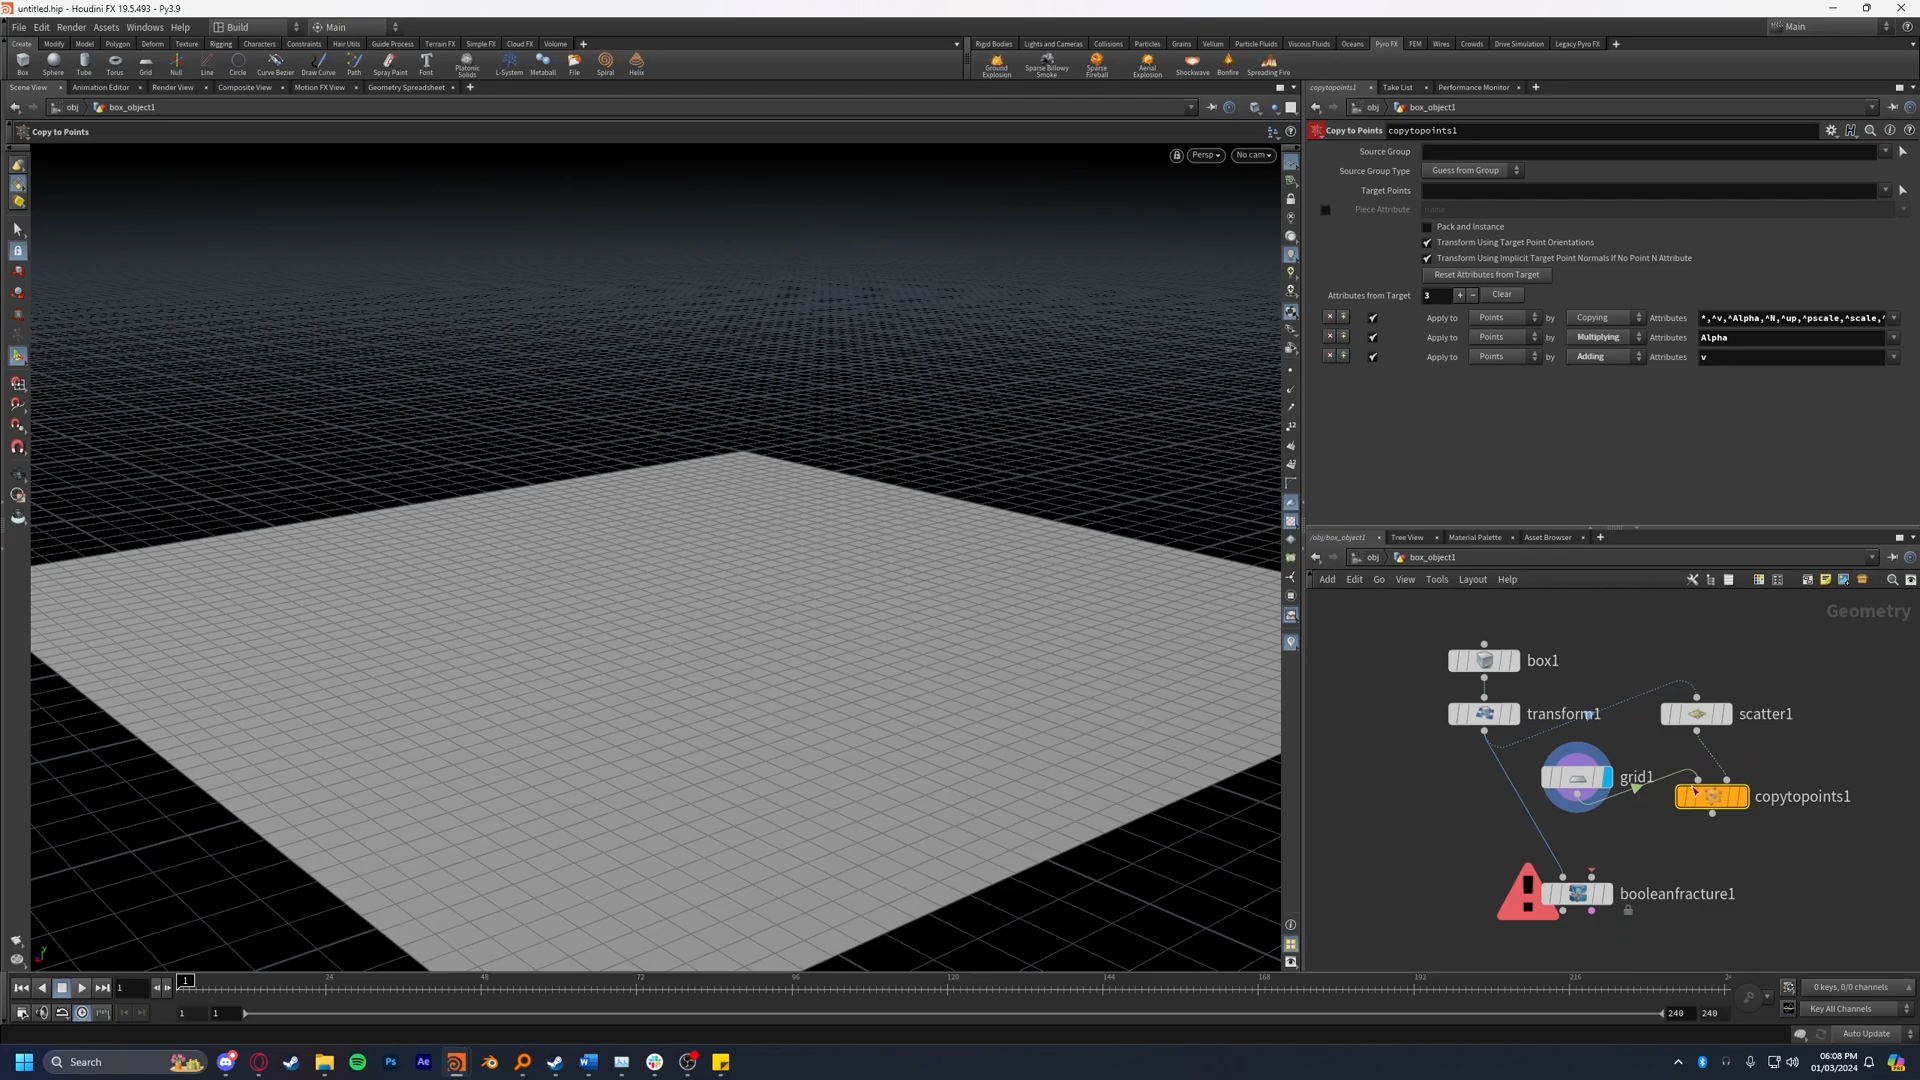 untitled.hip - Houdini FX 19.5.493 - Py3.9
File Edit Render Assets Windows Help Build Main Main
Create Modify Model Polygon Deform Texture Rigging Characters Constraints Hair Utils Guide Process Terrain FX Simple FX Cloud FX Volume
Rigid Bodies Lights and Cameras Collisions Particles Grains Vellum Particle Fluids Viscous Fluids Oceans Pyro FX FEM Wires Crowds Drive Simulation Legacy Pyro FX
Box Sphere Tube Torus Grid Null Line Circle Curve Bezier Draw Curve Path Spray Paint Font Platonic Solids L-System Metaball File Spiral Helix
Ground Explosion Sparse Billowy Smoke Sparse Fireball Aerial Explosion Shockwave Bonfire Spreading Fire
Scene View Animation Editor Render View Composite View Motion FX View Geometry Spreadsheet
copytopoints1 Take List Performance Monitor
obj box_object1
obj box_object1
Copy to Points
Copy to Points copytopoints1
Persp No cam
Source Group
Source Group Type Guess from Group
Target Points
Piece Attribute name
Pack and Instance
Transform Using Target Point Orientations
Transform Using Implicit Target Point Normals If No Point N Attribute
Reset Attributes from Target
Attributes from Target 3 Clear
Apply to Points by Copying Attributes *,^v,^Alpha,^N,^up,^pscale,^scale,^
Apply to Points by Multiplying Attributes Alpha
Apply to Points by Adding Attributes v
/obj/box_object1 Tree View Material Palette Asset Browser
obj box_object1
Add Edit Go View Tools Layout Help
Geometry
box1
transform1
scatter1
grid1
copytopoints1
booleanfracture1
y
1 1 24 48 72 96 120 144 168 192 216
1 1 240 240
0 keys, 0/0 channels
Key All Channels
Auto Update
Search
06:08 PM
01/03/2024